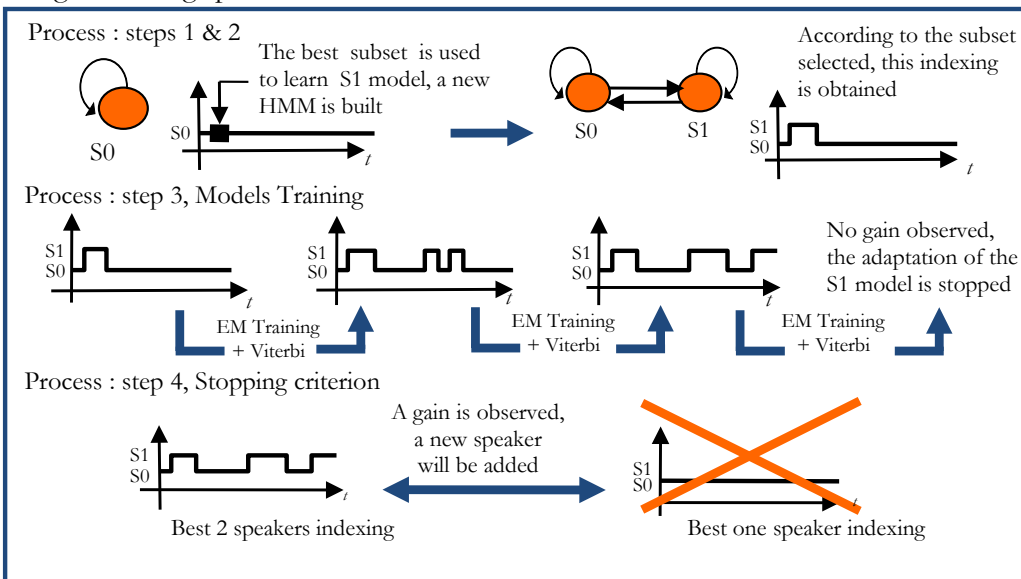 Process : steps 1 & 2
The best subset is used
to learn S1 model, a new
HMM is built
According to the subset
selected, this indexing
is obtained
S0
S0
t
S0
S1
S1
S0
t
Process : step 3, Models Training
S1
S0
t
S1
S0
t
S1
S0
t
No gain observed,
the adaptation of the
S1 model is stopped
EM Training
+ Viterbi
EM Training
+ Viterbi
EM Training
+ Viterbi
Process : step 4, Stopping criterion
A gain is observed,
a new speaker
will be added
S1
S0
t
S1
S0
t
Best 2 speakers indexing
Best one speaker indexing